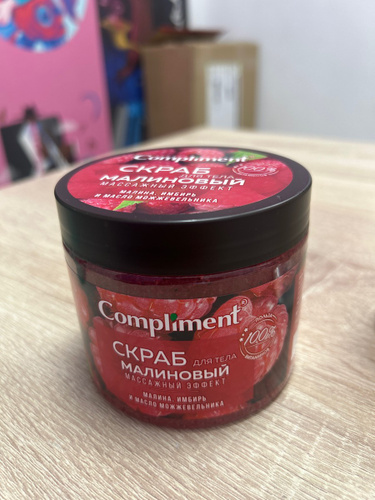 Compliment
СКРАБ ДЛЯ ТЕЛА
МАЛИНОВЫЙ
МАССАЖНЫЙ ЭФФЕКТ
МАЛИНА, ИМБИРЬ
И МАСЛО МОЖЖЕВЕЛЬНИКА
100%
Compliment®
СКРАБ ДЛЯ ТЕЛА
МАЛИНОВЫЙ
МАССАЖНЫЙ ЭФФЕКТ
МАЛИНА, ИМБИРЬ
И МАСЛО МОЖЖЕВЕЛЬНИКА
100%